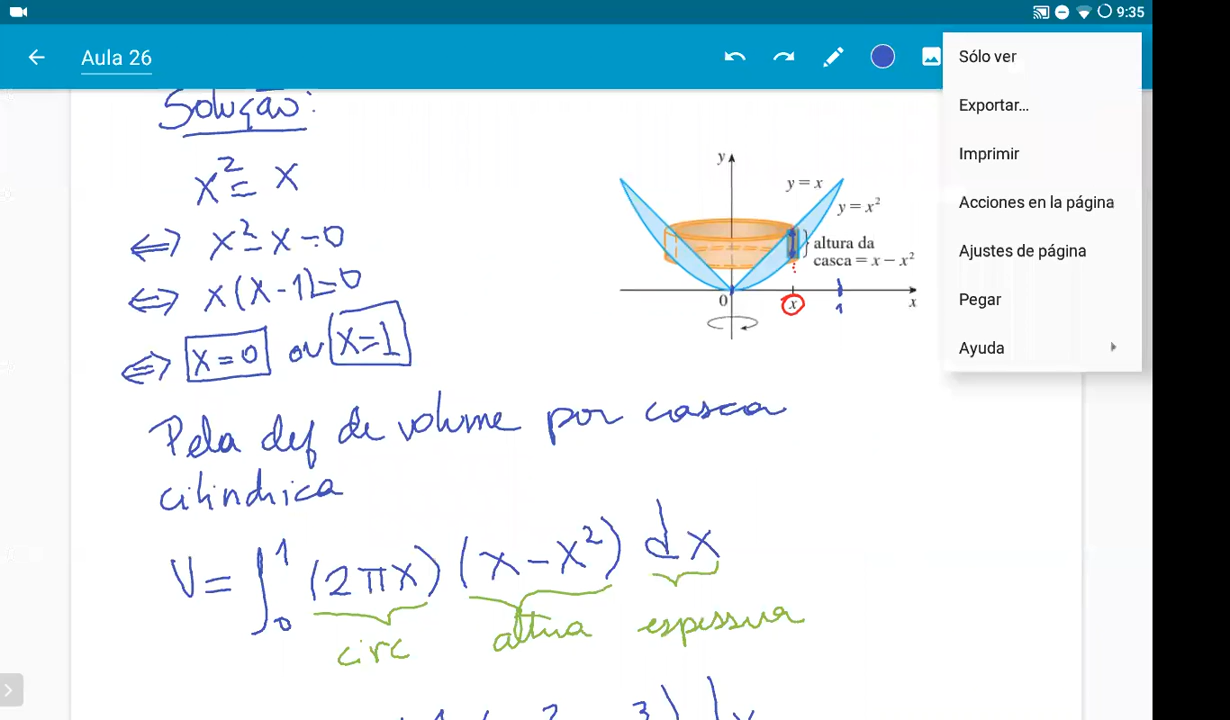 9:35
Aula 26
Sólo ver
Exportar...
Imprimir
Acciones en la página
Ajustes de página
Pegar
Ayuda
Solução:
x² = x
⟺ x² - x = 0
⟺ x(x-1) = 0
⟺ x = 0 ou x = 1
y
y = x
y = x²
altura da
casca = x − x²
0
x
1
x
Pela def de volume por casca
cilindrica
V = ∫₀¹ (2πx) (x - x²) dx
circ altura espessura